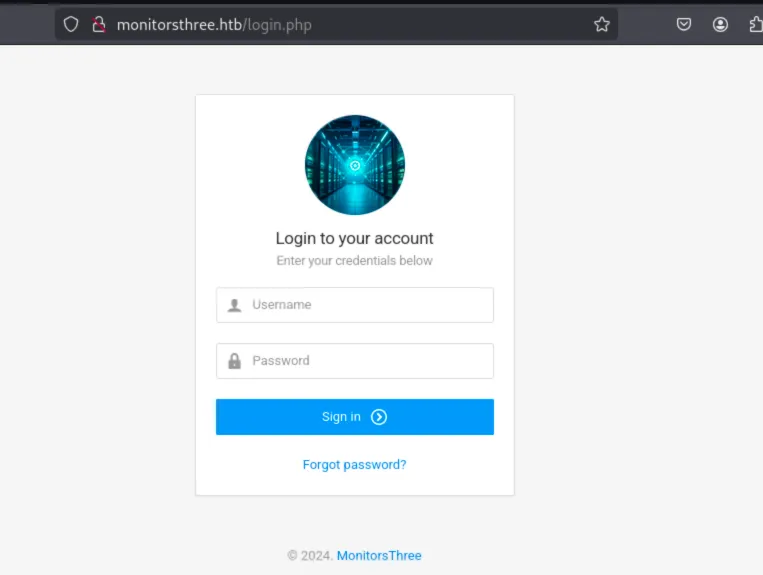 monitorsthree.htb/login.php
Login to your account
Enter your credentials below
Username
Password
Sign in
Forgot password?
© 2024. MonitorsThree